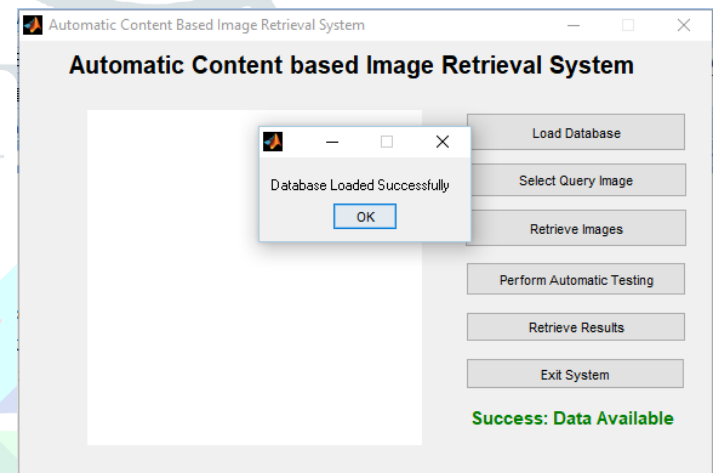 Automatic Content Based Image Retrieval System
Automatic Content based Image Retrieval System
Database Loaded Successfully
OK
Load Database
Select Query Image
Retrieve Images
Perform Automatic Testing
Retrieve Results
Exit System
Success: Data Available